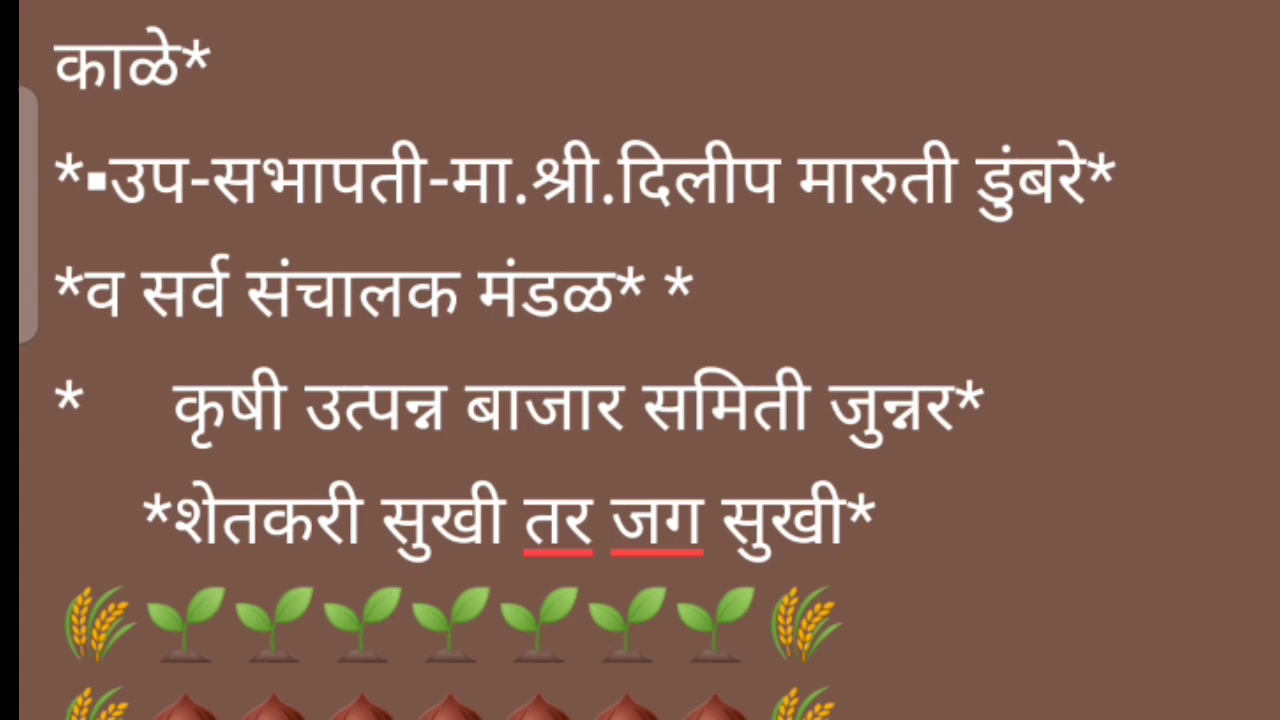 काळे*
*▪उप-सभापती-मा.श्री.दिलीप मारुती डुंबरे*
*व सर्व संचालक मंडळ* *
*     कृषी उत्पन्न बाजार समिती जुन्नर*
*शेतकरी सुखी तर जग सुखी*
🌾🌱🌱🌱🌱🌱🌱🌱🌾
🌾🌰🌰🌰🌰🌰🌰🌰🌾